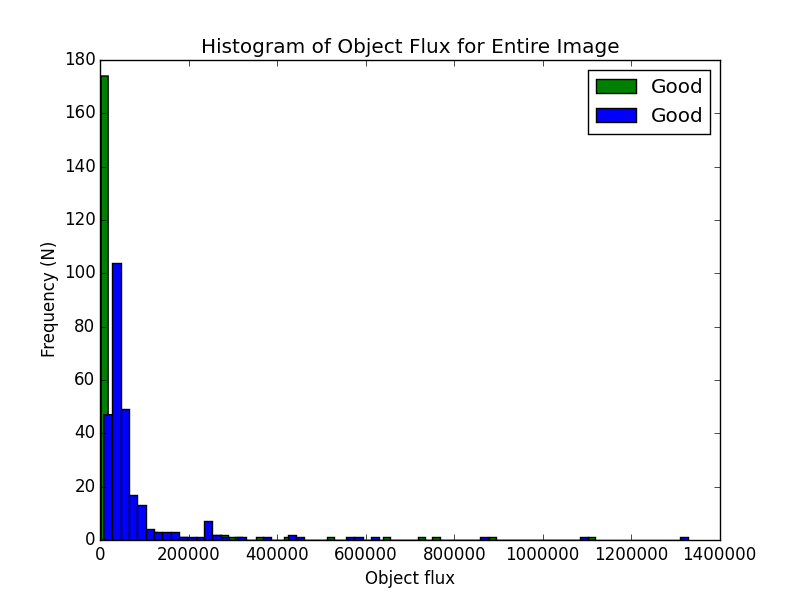 Histogram of Object Flux for Entire Image
Good
Good
180
160
140
120
100
80
60
40
20
0
Frequency (N)
0 200000 400000 600000 800000 1000000 1200000 1400000
Object flux